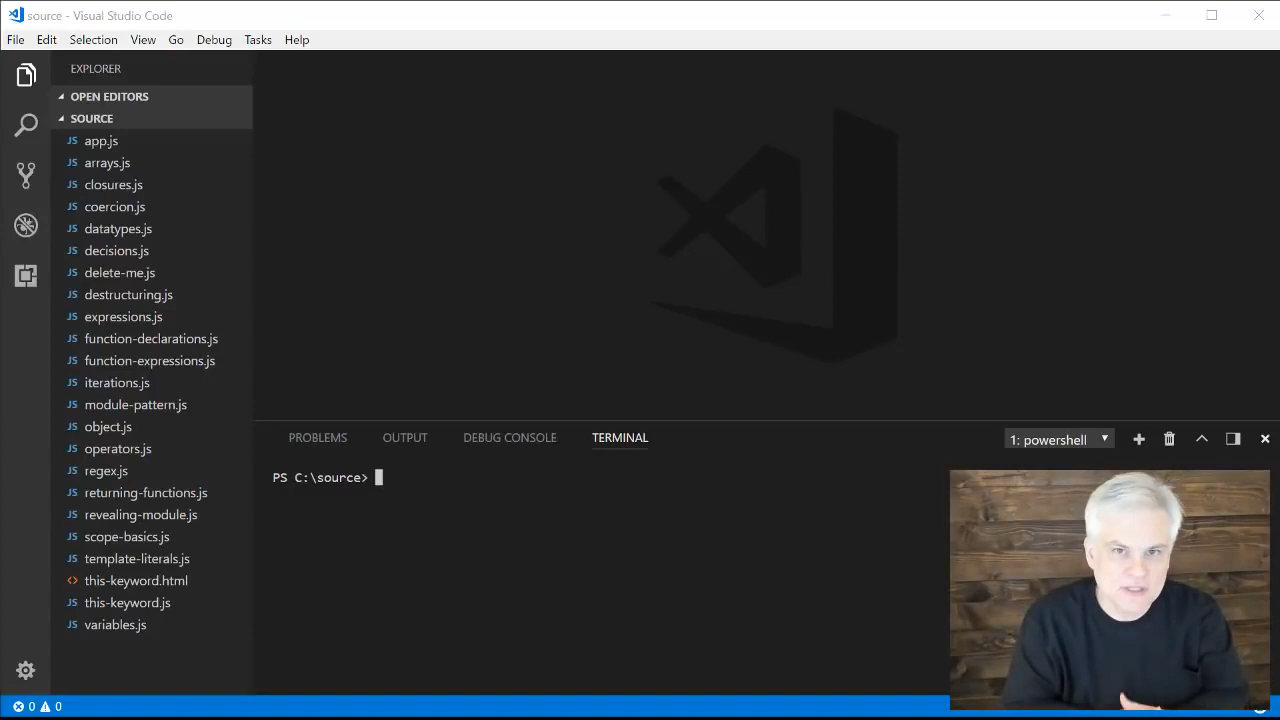 source - Visual Studio Code
File Edit Selection View Go Debug Tasks Help
EXPLORER
OPEN EDITORS
SOURCE
JS app.js
JS arrays.js
JS closures.js
JS coercion.js
JS datatypes.js
JS decisions.js
JS delete-me.js
JS destructuring.js
JS expressions.js
JS function-declarations.js
JS function-expressions.js
JS iterations.js
JS module-pattern.js
JS object.js
JS operators.js
JS regex.js
JS returning-functions.js
JS revealing-module.js
JS scope-basics.js
JS template-literals.js
<> this-keyword.html
JS this-keyword.js
JS variables.js
PROBLEMS OUTPUT DEBUG CONSOLE TERMINAL
1: powershell
PS C:\source>
0 0